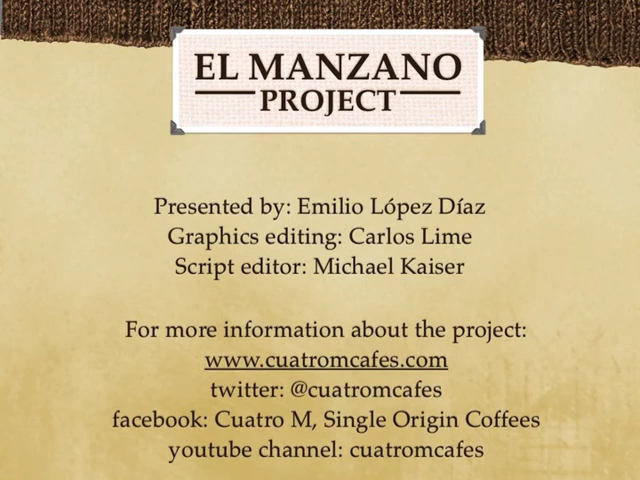 EL MANZANO
PROJECT
Presented by: Emilio López Díaz
Graphics editing: Carlos Lime
Script editor: Michael Kaiser
For more information about the project:
www.cuatromcafes.com
twitter: @cuatromcafes
facebook: Cuatro M, Single Origin Coffees
youtube channel: cuatromcafes